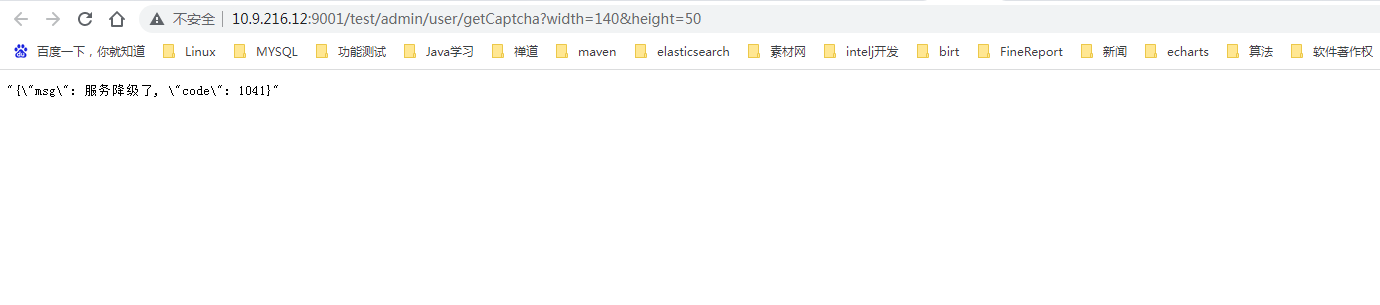 不安全 | 10.9.216.12:9001/test/admin/user/getCaptcha?width=140&height=50
百度一下，你就知道 Linux MYSQL 功能测试 Java学习 禅道 maven elasticsearch 素材网 intelj开发 birt FineReport 新闻 echarts 算法 软件著作权
"{\"msg\": 服务降级了, \"code\": 1041}"